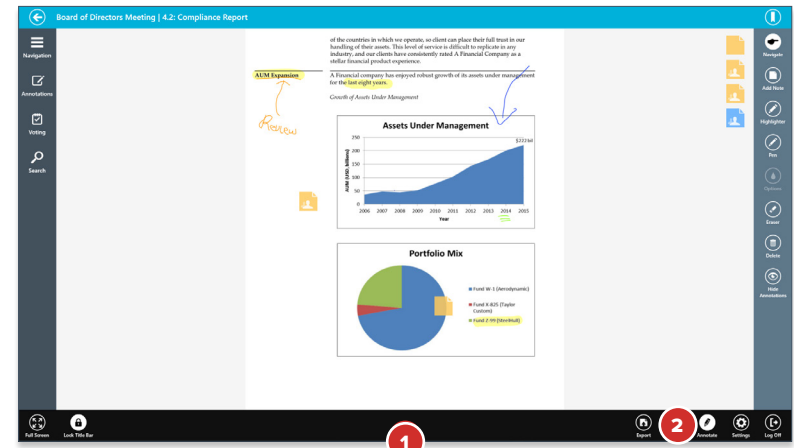 Board of Directors Meeting | 4.2: Compliance Report
Navigation
Annotations
Voting
Search
of the countries in which we operate, so client can place their full trust in our
handling of their assets. This level of service is difficult to replicate in any
industry, and our clients have consistently rated A Financial Company as a
stellar financial product experience.
AUM Expansion
A Financial company has enjoyed robust growth of its assets under management
for the last eight years.
Review
Growth of Assets Under Management
Assets Under Management
$222 bil
AUM (USD, billions)
250
200
150
100
50
0
2006 2007 2008 2009 2010 2011 2012 2013 2014 2015
Year
Portfolio Mix
Fund W-1 (Aerodynamic)
Fund X-825 (Taylor
Custom)
Fund Z-99 (SteelHull)
Navigate
Add Note
Highlighter
Pen
Options
Eraser
Delete
Hide
Annotations
Full Screen
Lock Title Bar
1
Export
2
Annotate
Settings
Log Off